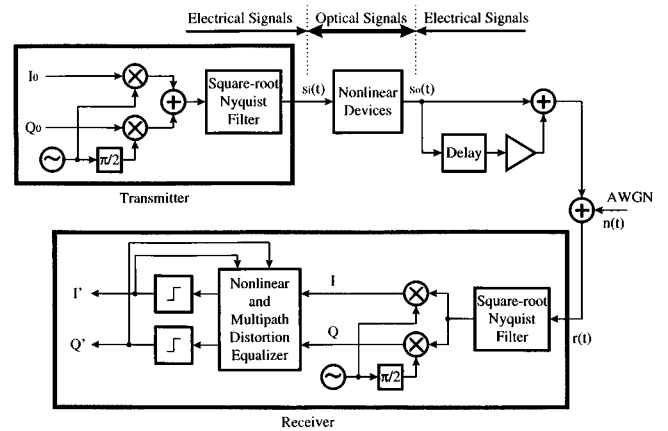 Electrical Signals
Optical Signals
Electrical Signals
I0
Q0
π/2
Square-root
Nyquist
Filter
si(t)
Nonlinear
Devices
so(t)
Delay
Transmitter
AWGN
n(t)
I'
Q'
Nonlinear
and
Multipath
Distortion
Equalizer
I
Q
π/2
Square-root
Nyquist
Filter
r(t)
Receiver